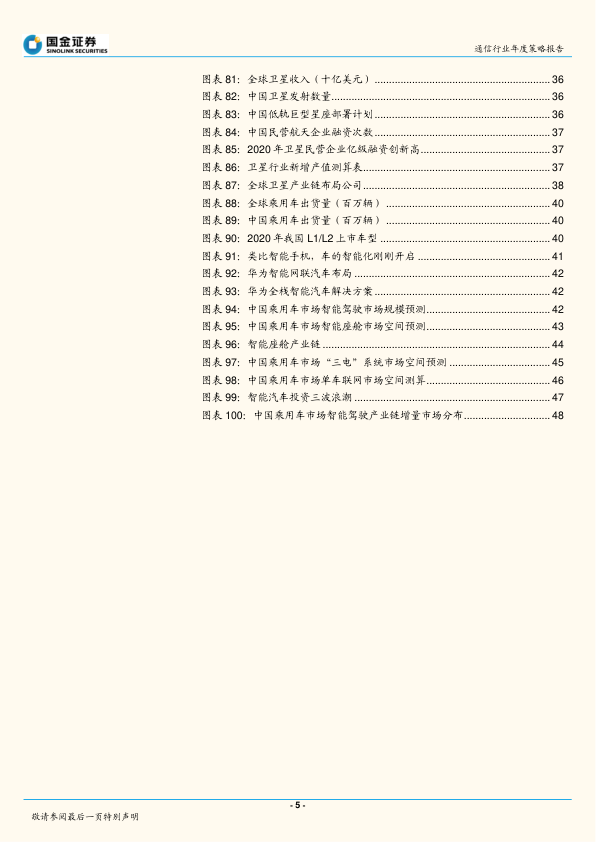 国金证券
SINOLINK SECURITIES
通信行业年度策略报告
图表 81：全球卫星收入（十亿美元）............................................................36
图表 82：中国卫星发射数量............................................................36
图表 83：中国低轨巨型星座部署计划............................................................36
图表 84：中国民营航天企业融资次数............................................................37
图表 85：2020 年卫星民营企业亿级融资创新高............................................................37
图表 86：卫星行业新增产值测算表............................................................37
图表 87：全球卫星产业链布局公司............................................................38
图表 88：全球乘用车出货量（百万辆）............................................................40
图表 89：中国乘用车出货量（百万辆）............................................................40
图表 90：2020 年我国 L1/L2 上市车型............................................................40
图表 91：类比智能手机，车的智能化刚刚开启............................................................41
图表 92：华为智能网联汽车布局............................................................42
图表 93：华为全栈智能汽车解决方案............................................................42
图表 94：中国乘用车市场智能驾驶市场规模预测............................................................42
图表 95：中国乘用车市场智能座舱市场空间预测............................................................43
图表 96：智能座舱产业链............................................................44
图表 97：中国乘用车市场“三电”系统市场空间预测............................................................45
图表 98：中国乘用车市场单车联网市场空间测算............................................................46
图表 99：智能汽车投资三波浪潮............................................................47
图表 100：中国乘用车市场智能驾驶产业链增量市场分布..............................48
- 5 -
敬请参阅最后一页特别声明